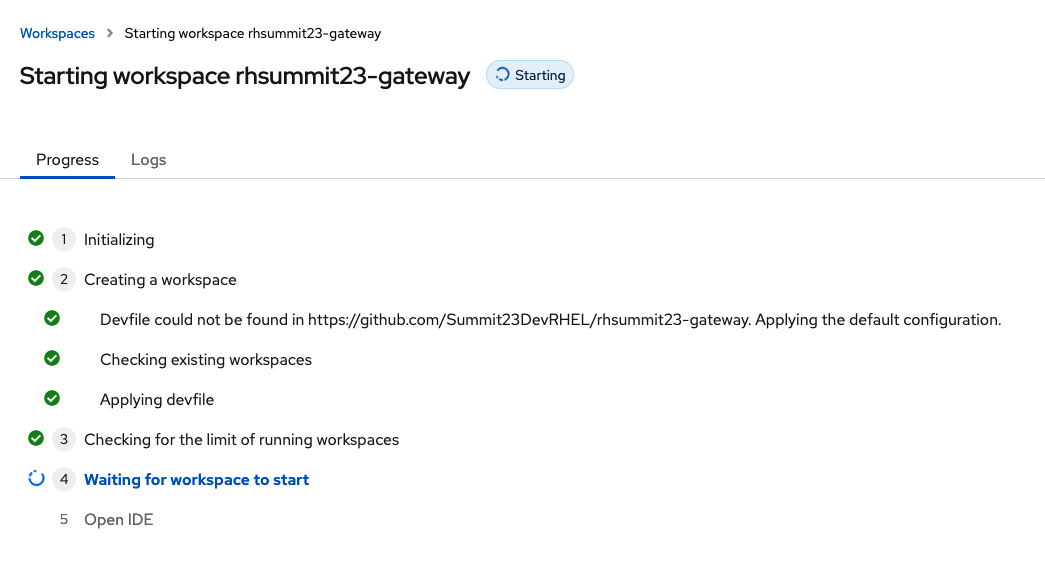 Workspaces > Starting workspace rhsummit23-gateway
Starting workspace rhsummit23-gateway Starting
Progress Logs
1 Initializing
2 Creating a workspace
Devfile could not be found in https://github.com/Summit23DevRHEL/rhsummit23-gateway. Applying the default configuration.
Checking existing workspaces
Applying devfile
3 Checking for the limit of running workspaces
4 Waiting for workspace to start
5 Open IDE